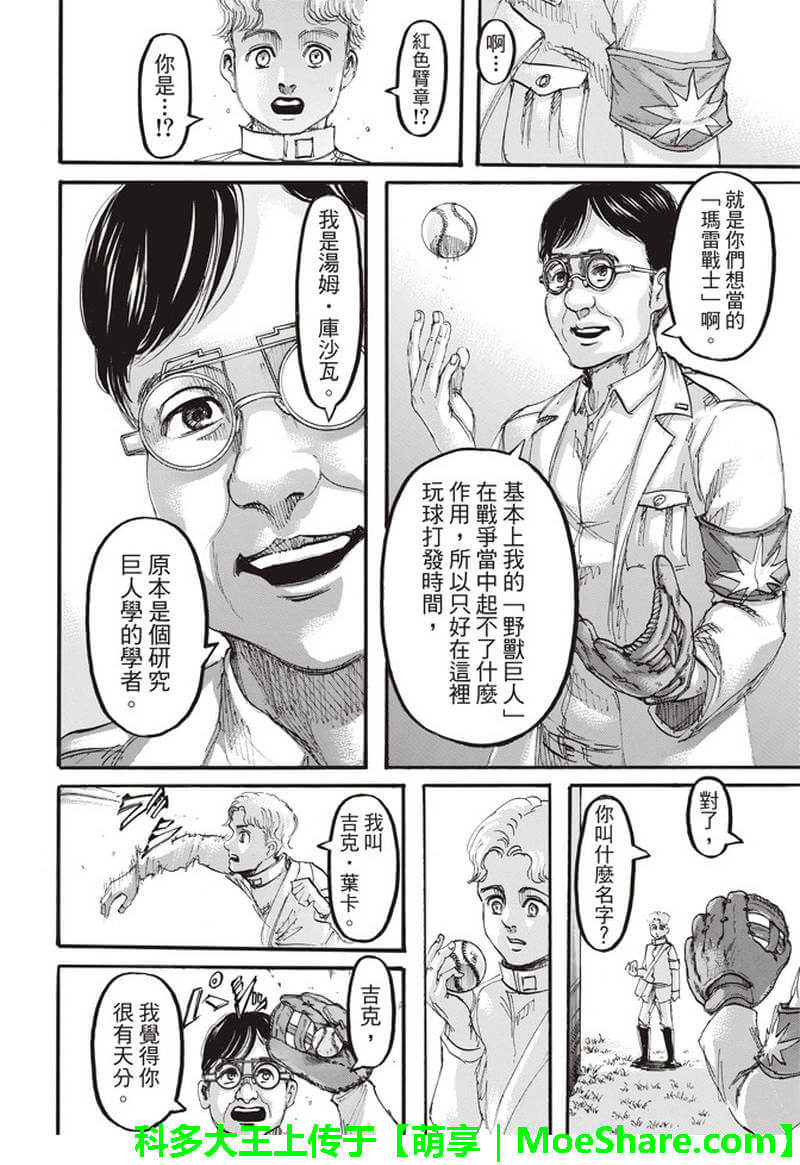 啊…
紅色臂章!?
你是…!?
就是你們想當的
「瑪雷戰士」啊。
基本上我的「野獸巨人」
在戰爭當中起不了什麼
作用，所以只好在這裡
玩球打發時間，
我是湯姆・庫沙瓦。
原本是個研究
巨人學的學者。
對了，
你叫什麼名字？
我叫
吉克・葉卡。
吉克，
我覺得你
很有天分。
科多大王上传于【萌享 | MoeShare.com】